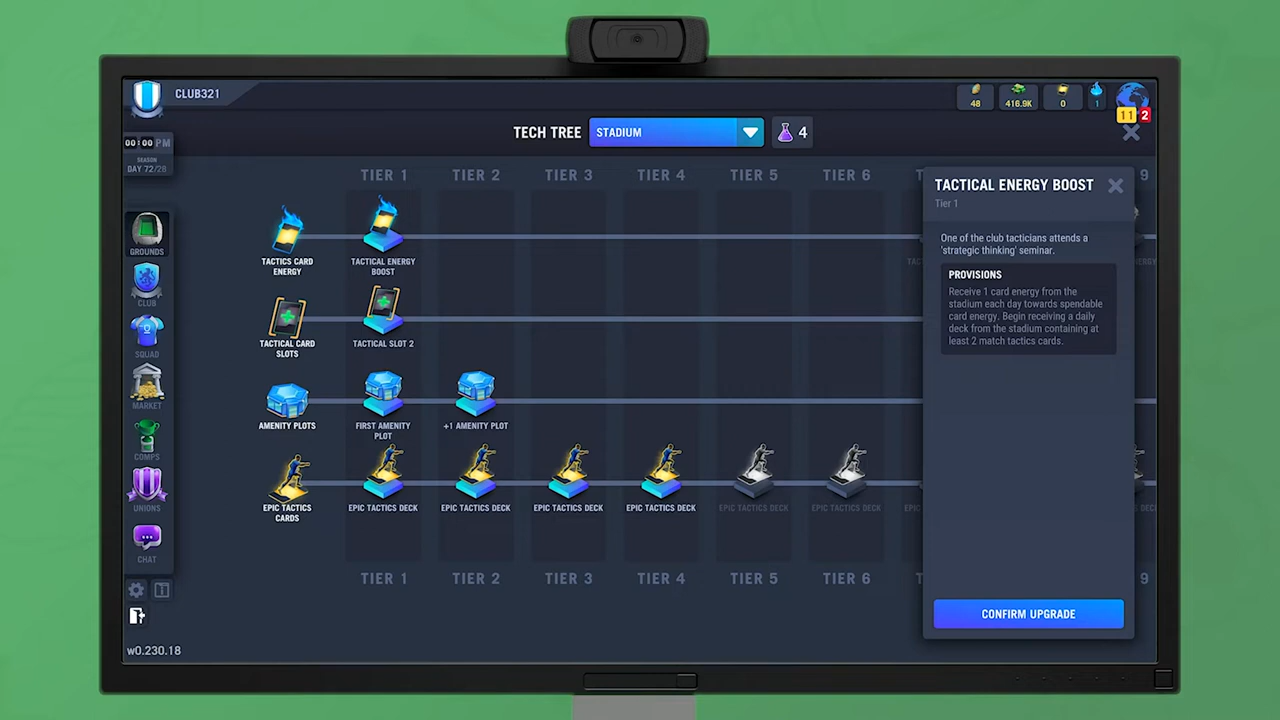 CLUB321
48
416.9K
0
1
11
2
00:00 PM
SEASON
DAY 72/28
TECH TREE
STADIUM
4
TIER 1
TIER 2
TIER 3
TIER 4
TIER 5
TIER 6
9
GROUNDS
CLUB
SQUAD
MARKET
COMPS
UNIONS
CHAT
w0.230.18
TACTICS CARD
ENERGY
TACTICAL ENERGY
BOOST
TACTICAL CARD
SLOTS
TACTICAL SLOT 2
AMENITY PLOTS
FIRST AMENITY
PLOT
+1 AMENITY PLOT
EPIC TACTICS
CARDS
EPIC TACTICS DECK
EPIC TACTICS DECK
EPIC TACTICS DECK
EPIC TACTICS DECK
EPIC TACTICS DECK
EPIC TACTICS DECK
TIER 1
TIER 2
TIER 3
TIER 4
TIER 5
TIER 6
9
TACTICAL ENERGY BOOST
Tier 1
One of the club tacticians attends a
'strategic thinking' seminar.
PROVISIONS
Receive 1 card energy from the
stadium each day towards spendable
card energy. Begin receiving a daily
deck from the stadium containing at
least 2 match tactics cards.
CONFIRM UPGRADE